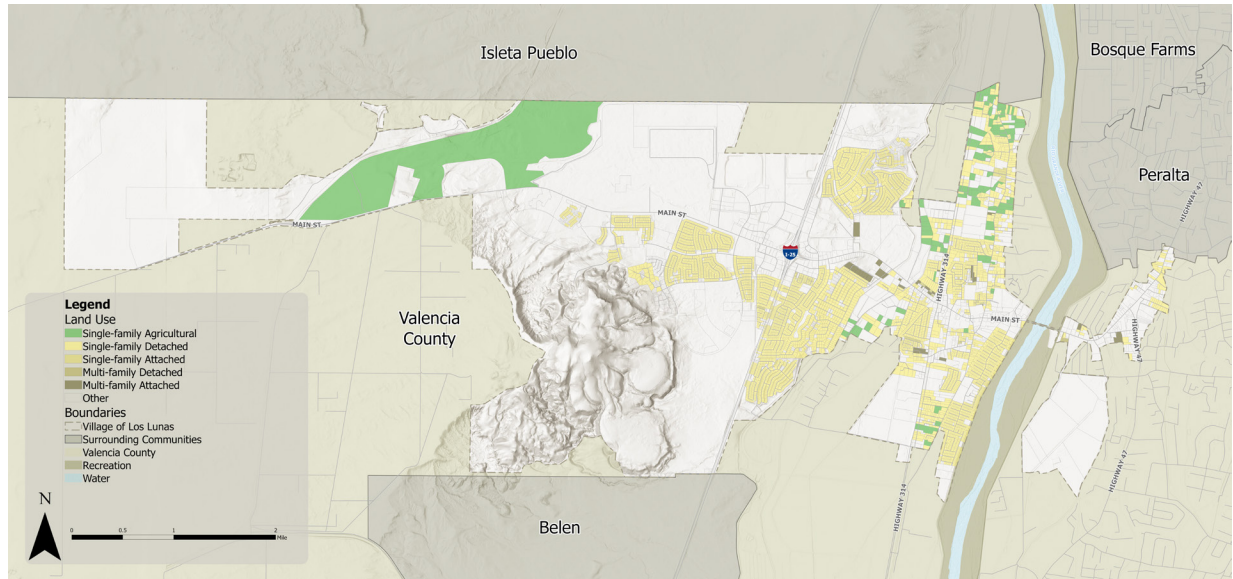 Isleta Pueblo
Bosque Farms
Peralta
HIGHWAY 47
MAIN ST
MAIN ST
I-25
HIGHWAY 314
MAIN ST
HIGHWAY 47
Valencia
County
Legend
Land Use
Single-family Agricultural
Single-family Detached
Single-family Attached
Multi-family Detached
Multi-family Attached
Other
Boundaries
Village of Los Lunas
Surrounding Communities
Valencia County
Recreation
Water
N
0 0.5 1 2
Mile
Belen
HIGHWAY 314
HIGHWAY 47